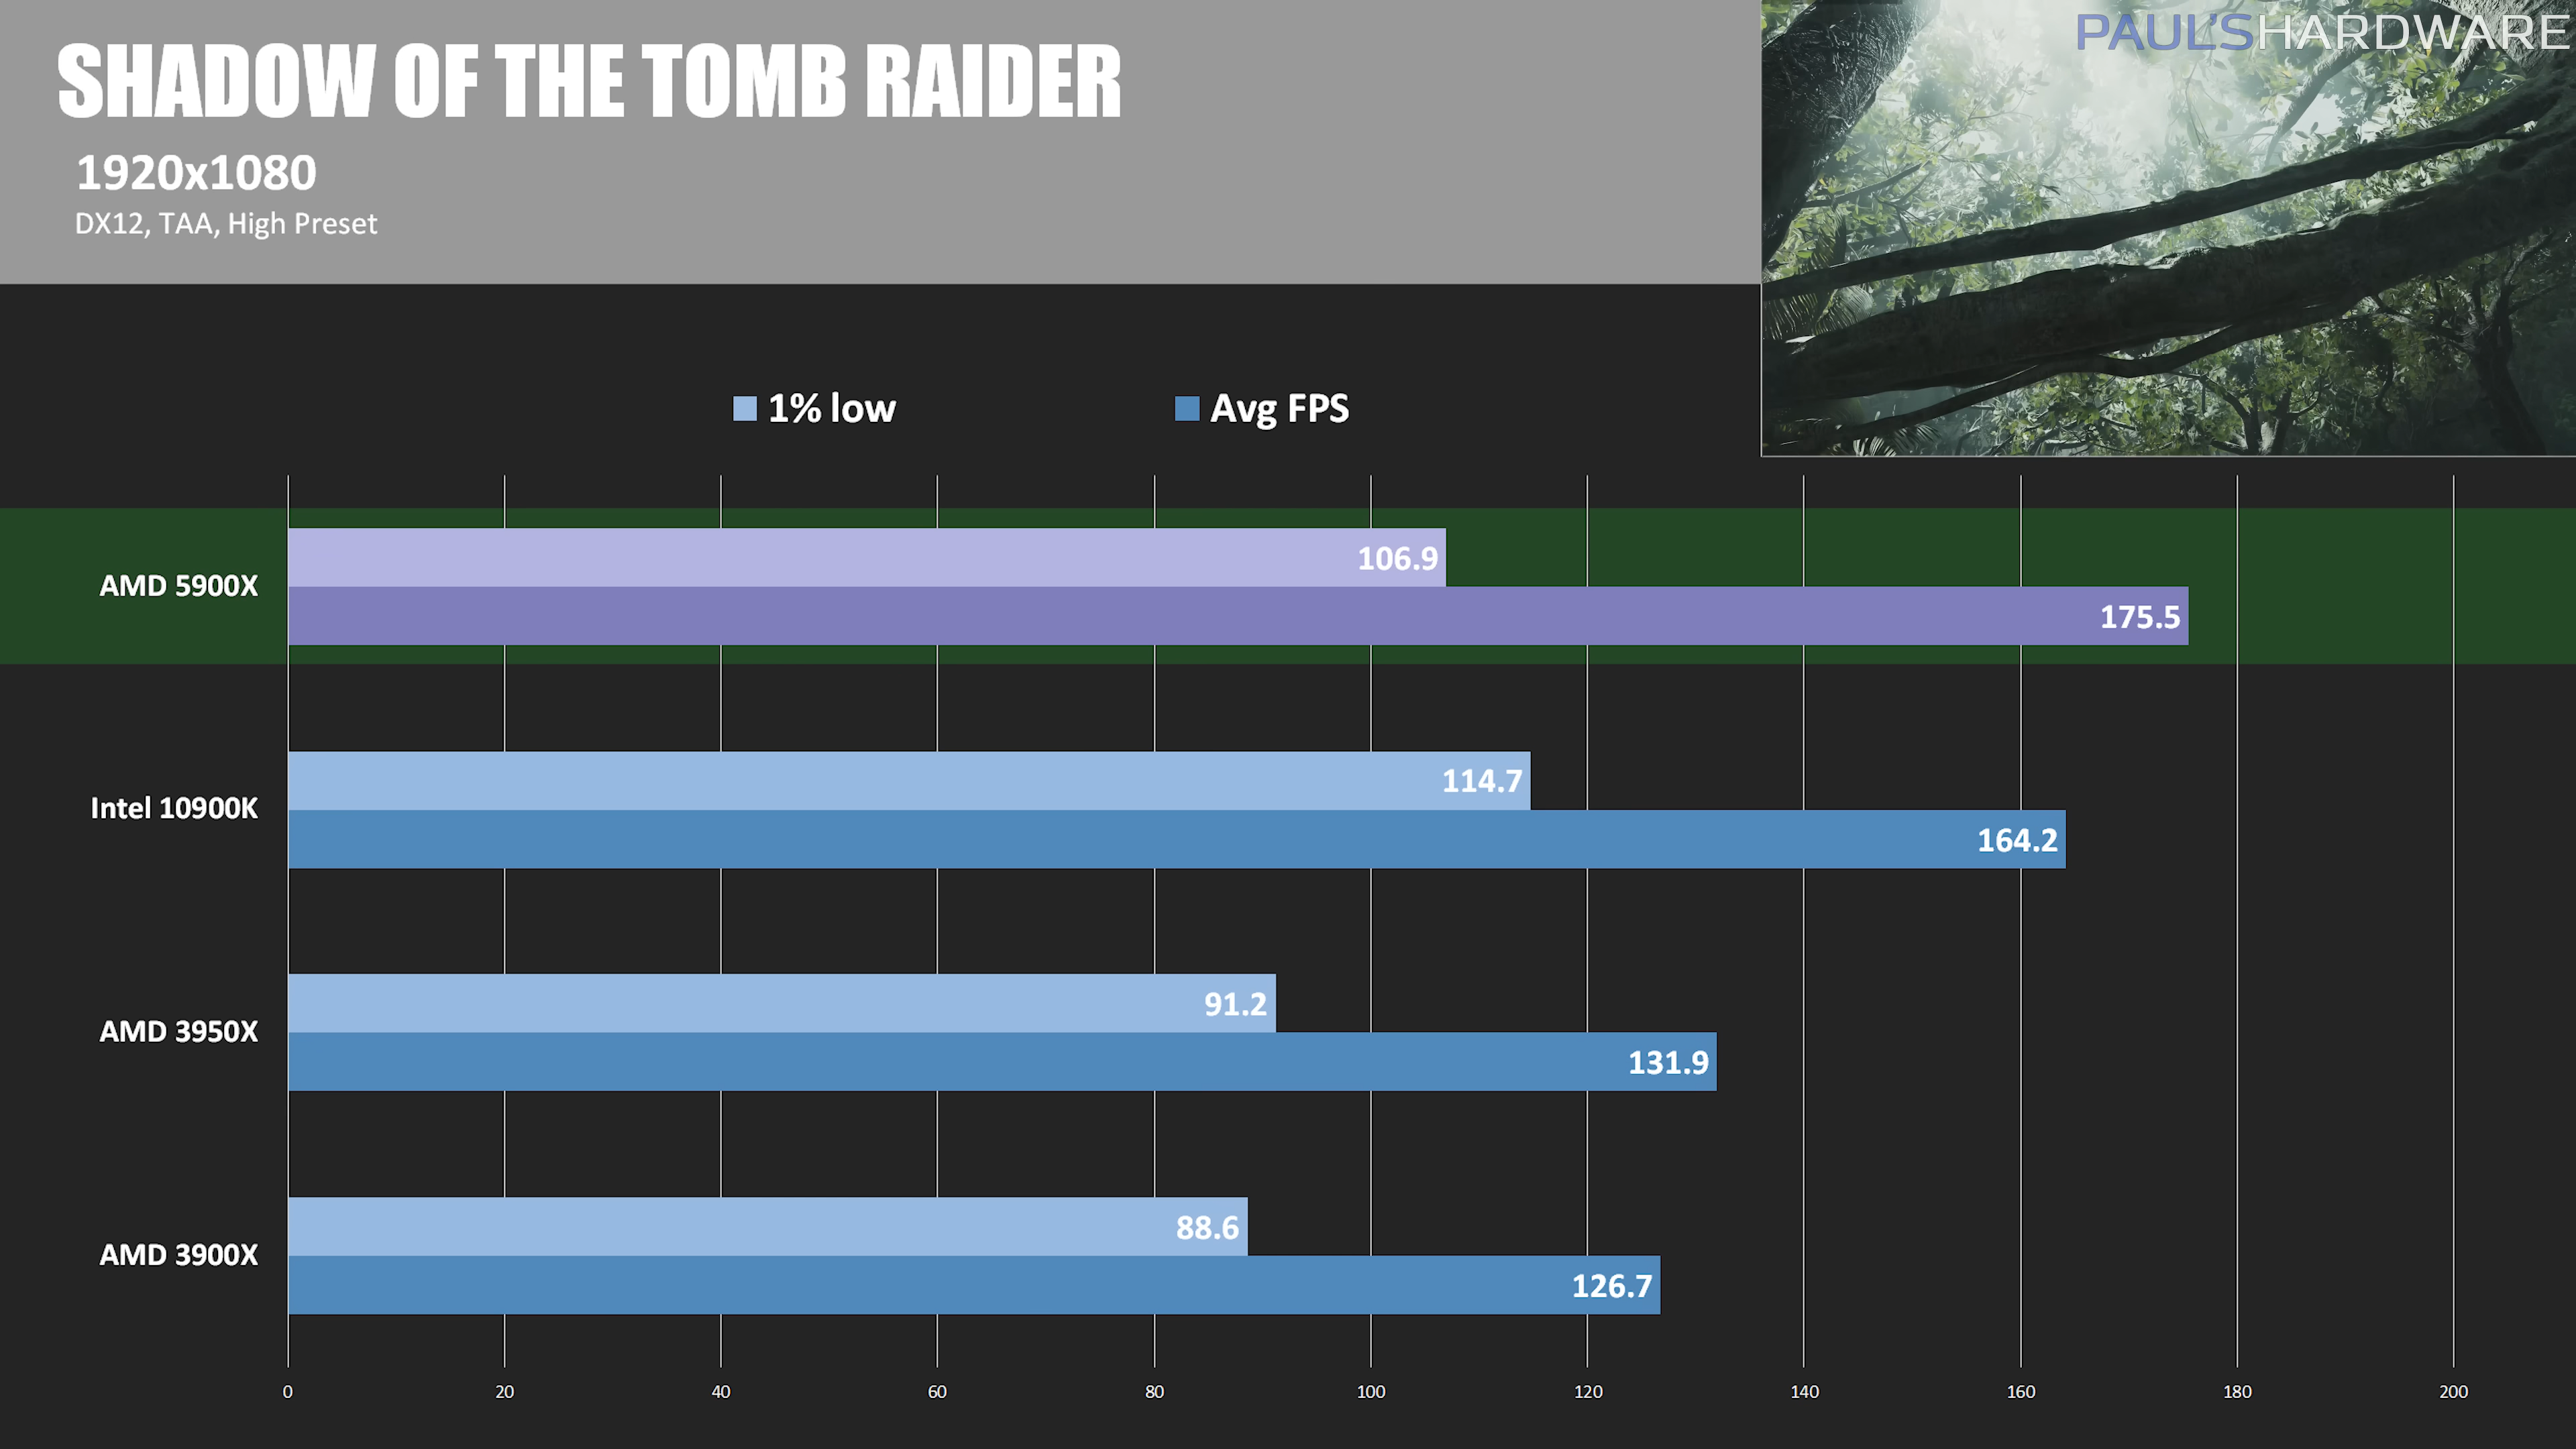 SHADOW OF THE TOMB RAIDER
PAUL'SHARDWARE
1920x1080
DX12, TAA, High Preset
1% low
Avg FPS
AMD 5900X
106.9
175.5
Intel 10900K
114.7
164.2
AMD 3950X
91.2
131.9
AMD 3900X
88.6
126.7
0 20 40 60 80 100 120 140 160 180 200